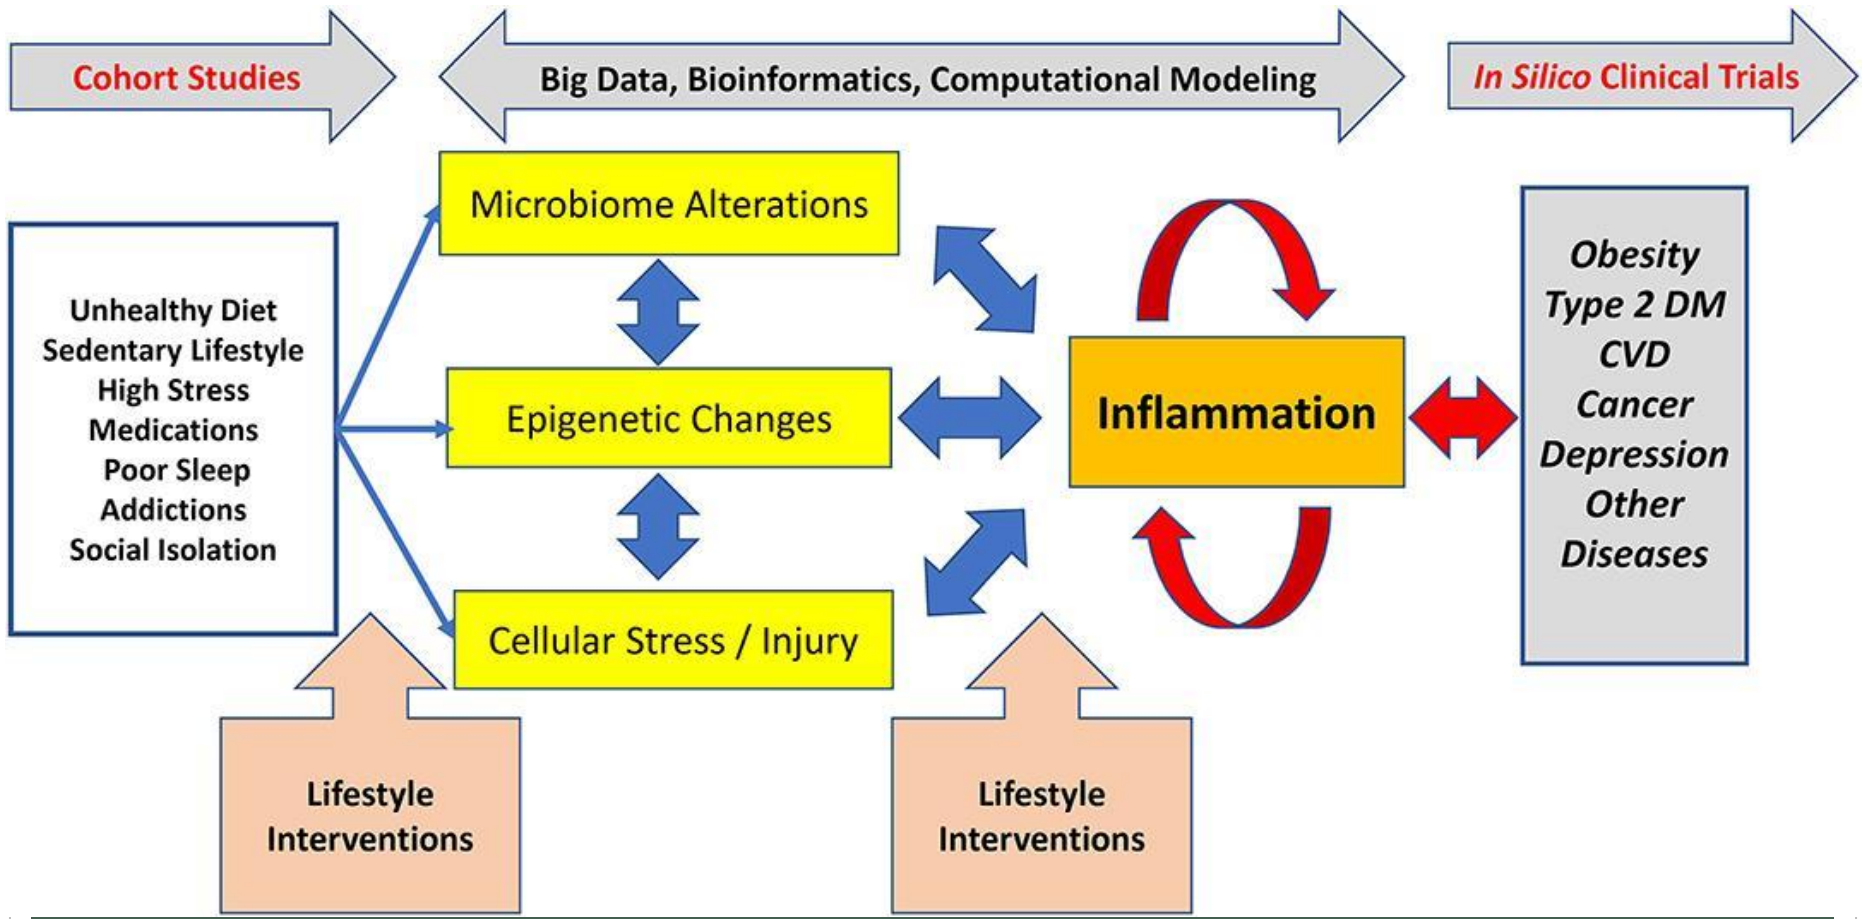 Cohort Studies
Big Data, Bioinformatics, Computational Modeling
In Silico Clinical Trials
Unhealthy Diet
Sedentary Lifestyle
High Stress
Medications
Poor Sleep
Addictions
Social Isolation
Microbiome Alterations
Epigenetic Changes
Cellular Stress / Injury
Inflammation
Obesity
Type 2 DM
CVD
Cancer
Depression
Other
Diseases
Lifestyle
Interventions
Lifestyle
Interventions